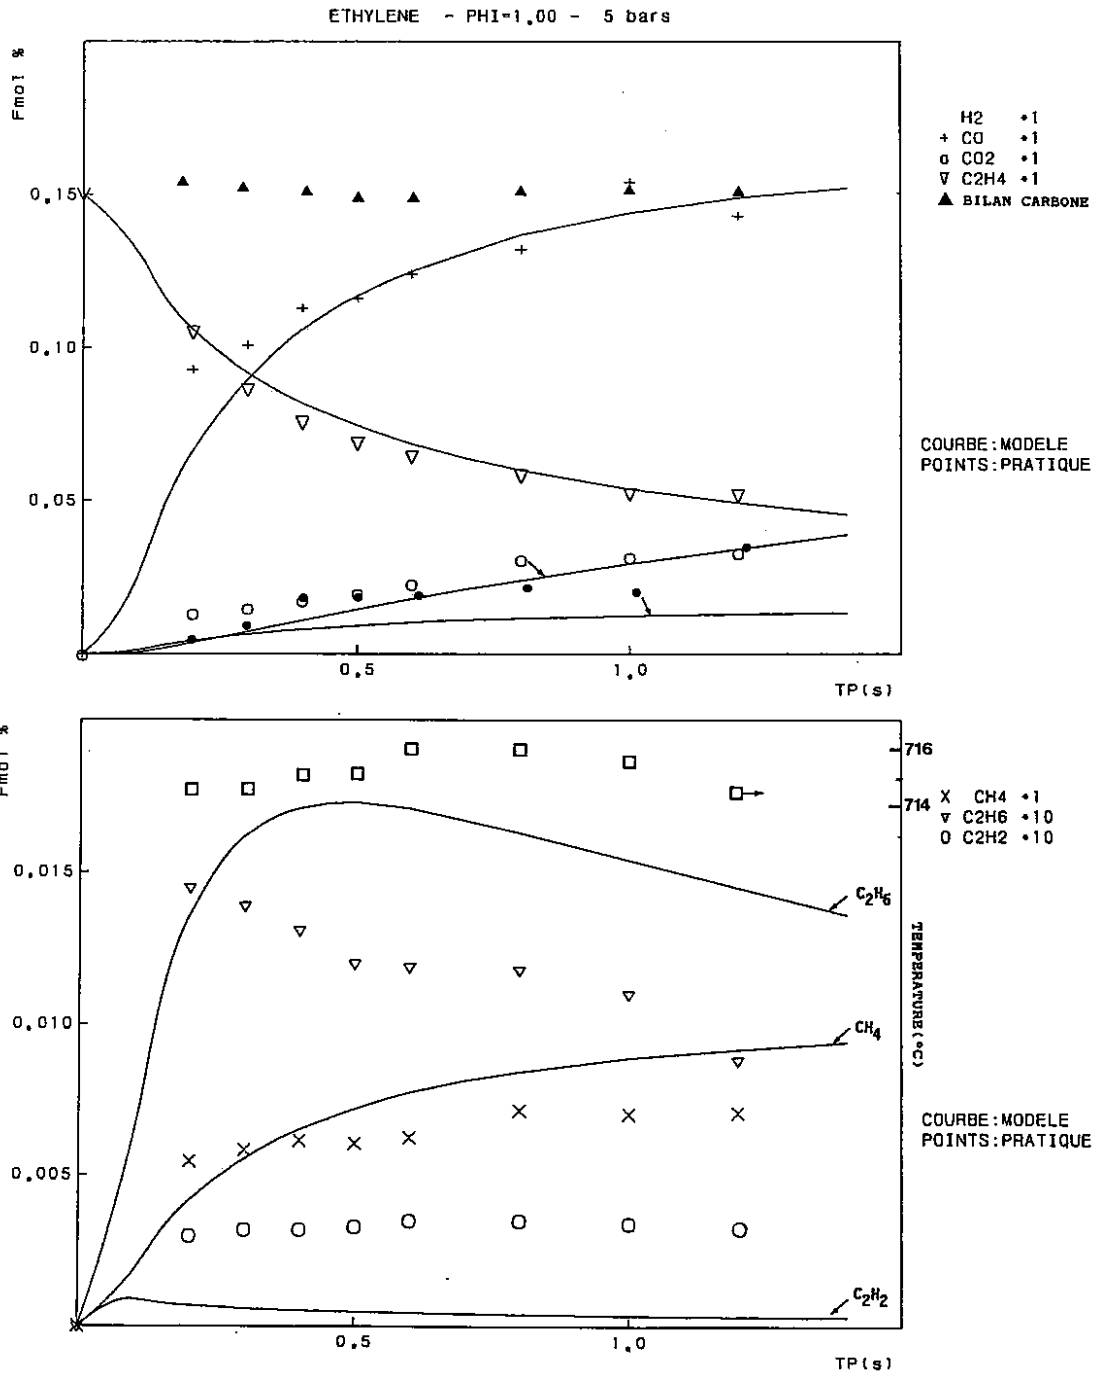 ETHYLENE - PHI=1.00 - 5 bars
Fmol %
0.15
0.10
0.05
0.5
1.0
TP(s)
H2 *1
+ CO *1
o CO2 *1
▽ C2H4 *1
▲ BILAN CARBONE
COURBE:MODELE
POINTS:PRATIQUE
Fmol %
0.015
0.010
0.005
0.5
1.0
TP(s)
716
714
TEMPERATURE(°C)
X CH4 *1
▽ C2H6 *10
O C2H2 *10
C₂H₆
CH₄
C₂H₂
COURBE:MODELE
POINTS:PRATIQUE